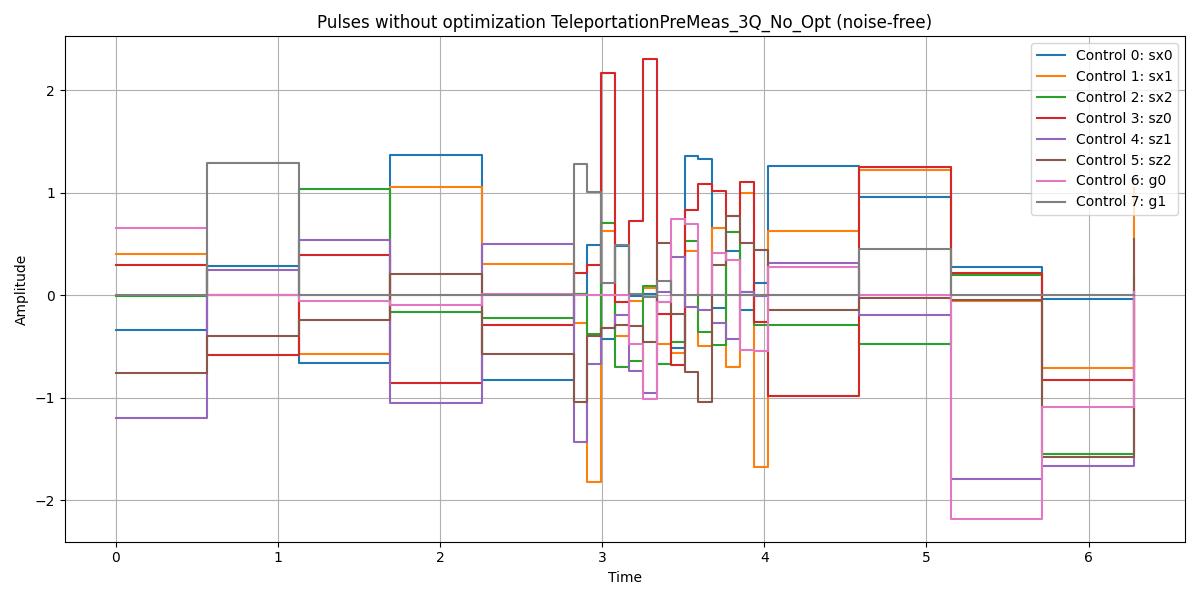 Pulses without optimization TeleportationPreMeas_3Q_No_Opt (noise-free)
Control 0: sx0
Control 1: sx1
Control 2: sx2
Control 3: sz0
Control 4: sz1
Control 5: sz2
Control 6: g0
Control 7: g1
Amplitude
2
1
0
−1
−2
0
1
2
3
4
5
6
Time